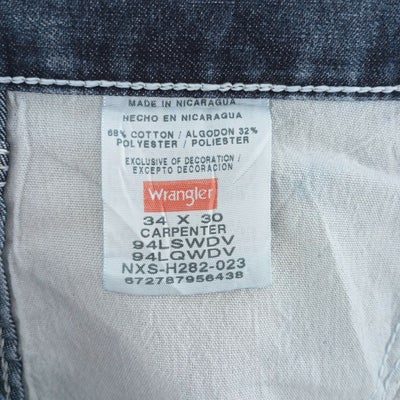 MADE IN NICARAGUA
HECHO EN NICARAGUA
68% COTTON / ALGODON 32%
POLYESTER / POLIESTER
EXCLUSIVE OF DECORATION /
EXCEPTO DECORACION
Wrangler
34 X 30
CARPENTER
94LSWDV
94LQWDV
NXS-H282-023
672787956438